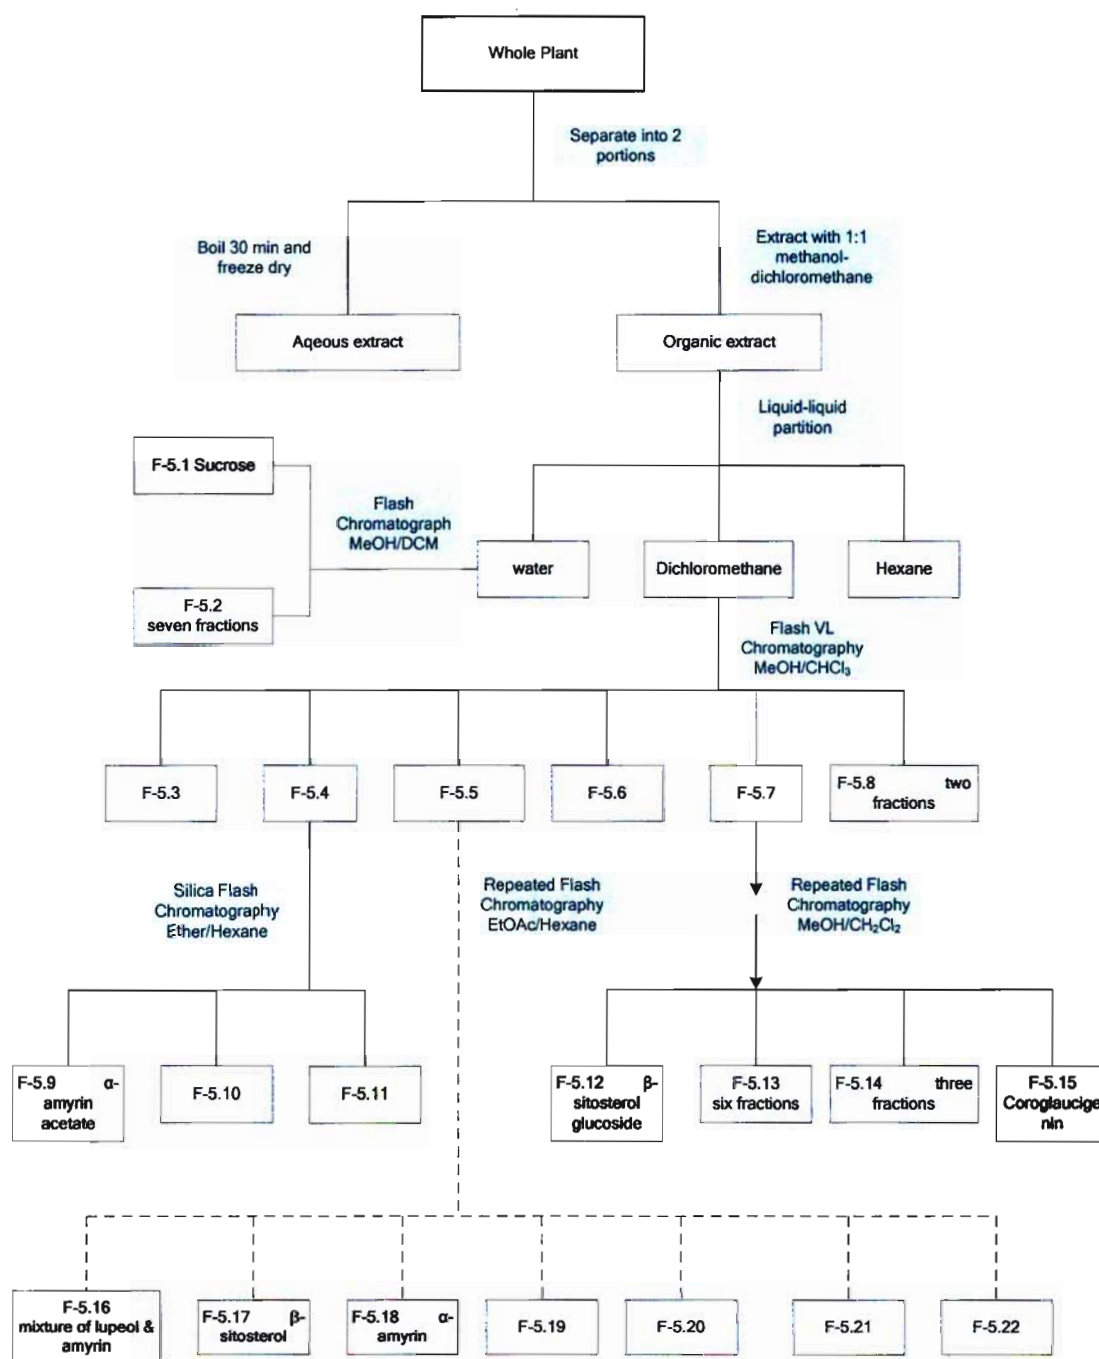 Whole Plant
Separate into 2
portions
Boil 30 min and
freeze dry
Extract with 1:1
methanol-
dichloromethane
Aqeous extract
Organic extract
Liquid-liquid
partition
F-5.1 Sucrose
Flash
Chromatograph
MeOH/DCM
water
Dichloromethane
Hexane
F-5.2
seven fractions
Flash VL
Chromatography
MeOH/CHCl₃
F-5.3
F-5.4
F-5.5
F-5.6
F-5.7
F-5.8 two
fractions
Silica Flash
Chromatography
Ether/Hexane
Repeated Flash
Chromatography
EtOAc/Hexane
Repeated Flash
Chromatography
MeOH/CH₂Cl₂
F-5.9 α-
amyrin
acetate
F-5.10
F-5.11
F-5.12 β-
sitosterol
glucoside
F-5.13
six fractions
F-5.14 three
fractions
F-5.15
Coroglaucige
nin
F-5.16
mixture of lupeol &
amyrin
F-5.17 β-
sitosterol
F-5.18 α-
amyrin
F-5.19
F-5.20
F-5.21
F-5.22